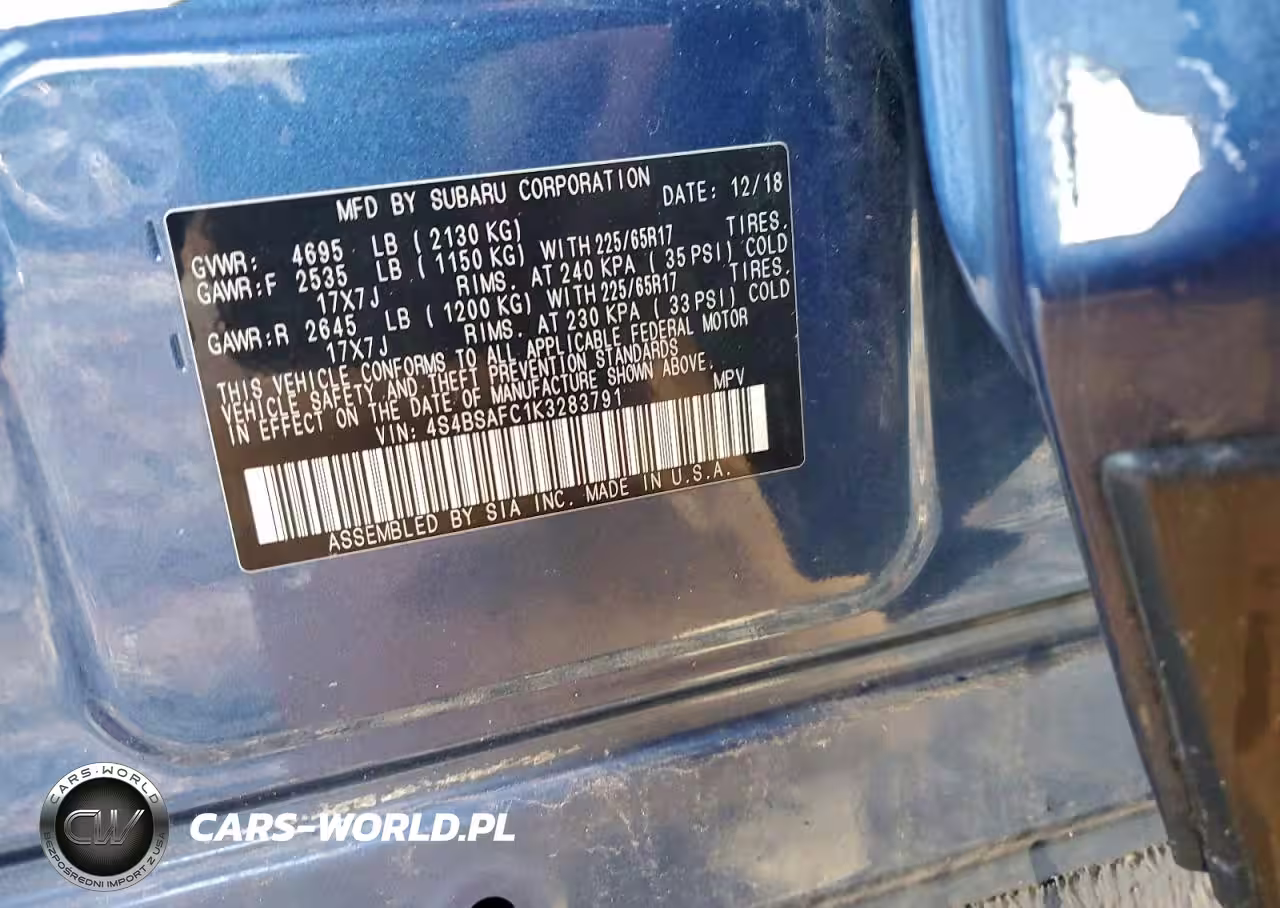 MFD BY SUBARU CORPORATION DATE: 12/18
GVWR: 4695 LB ( 2130 KG)
GAWR:F 2535 LB ( 1150 KG) WITH 225/65R17 TIRES.
17X7J RIMS. AT 240 KPA ( 35 PSI) COLD
GAWR:R 2645 LB ( 1200 KG) WITH 225/65R17 TIRES.
17X7J RIMS. AT 230 KPA ( 33 PSI) COLD
THIS VEHICLE CONFORMS TO ALL APPLICABLE FEDERAL MOTOR
VEHICLE SAFETY AND THEFT PREVENTION STANDARDS
IN EFFECT ON THE DATE OF MANUFACTURE SHOWN ABOVE.
VIN: 4S4BSAFC1K3283791 MPV
ASSEMBLED BY SIA INC. MADE IN U.S.A.
CARS-WORLD
CW
BEZPOŚREDNI IMPORT Z USA
CARS-WORLD.PL